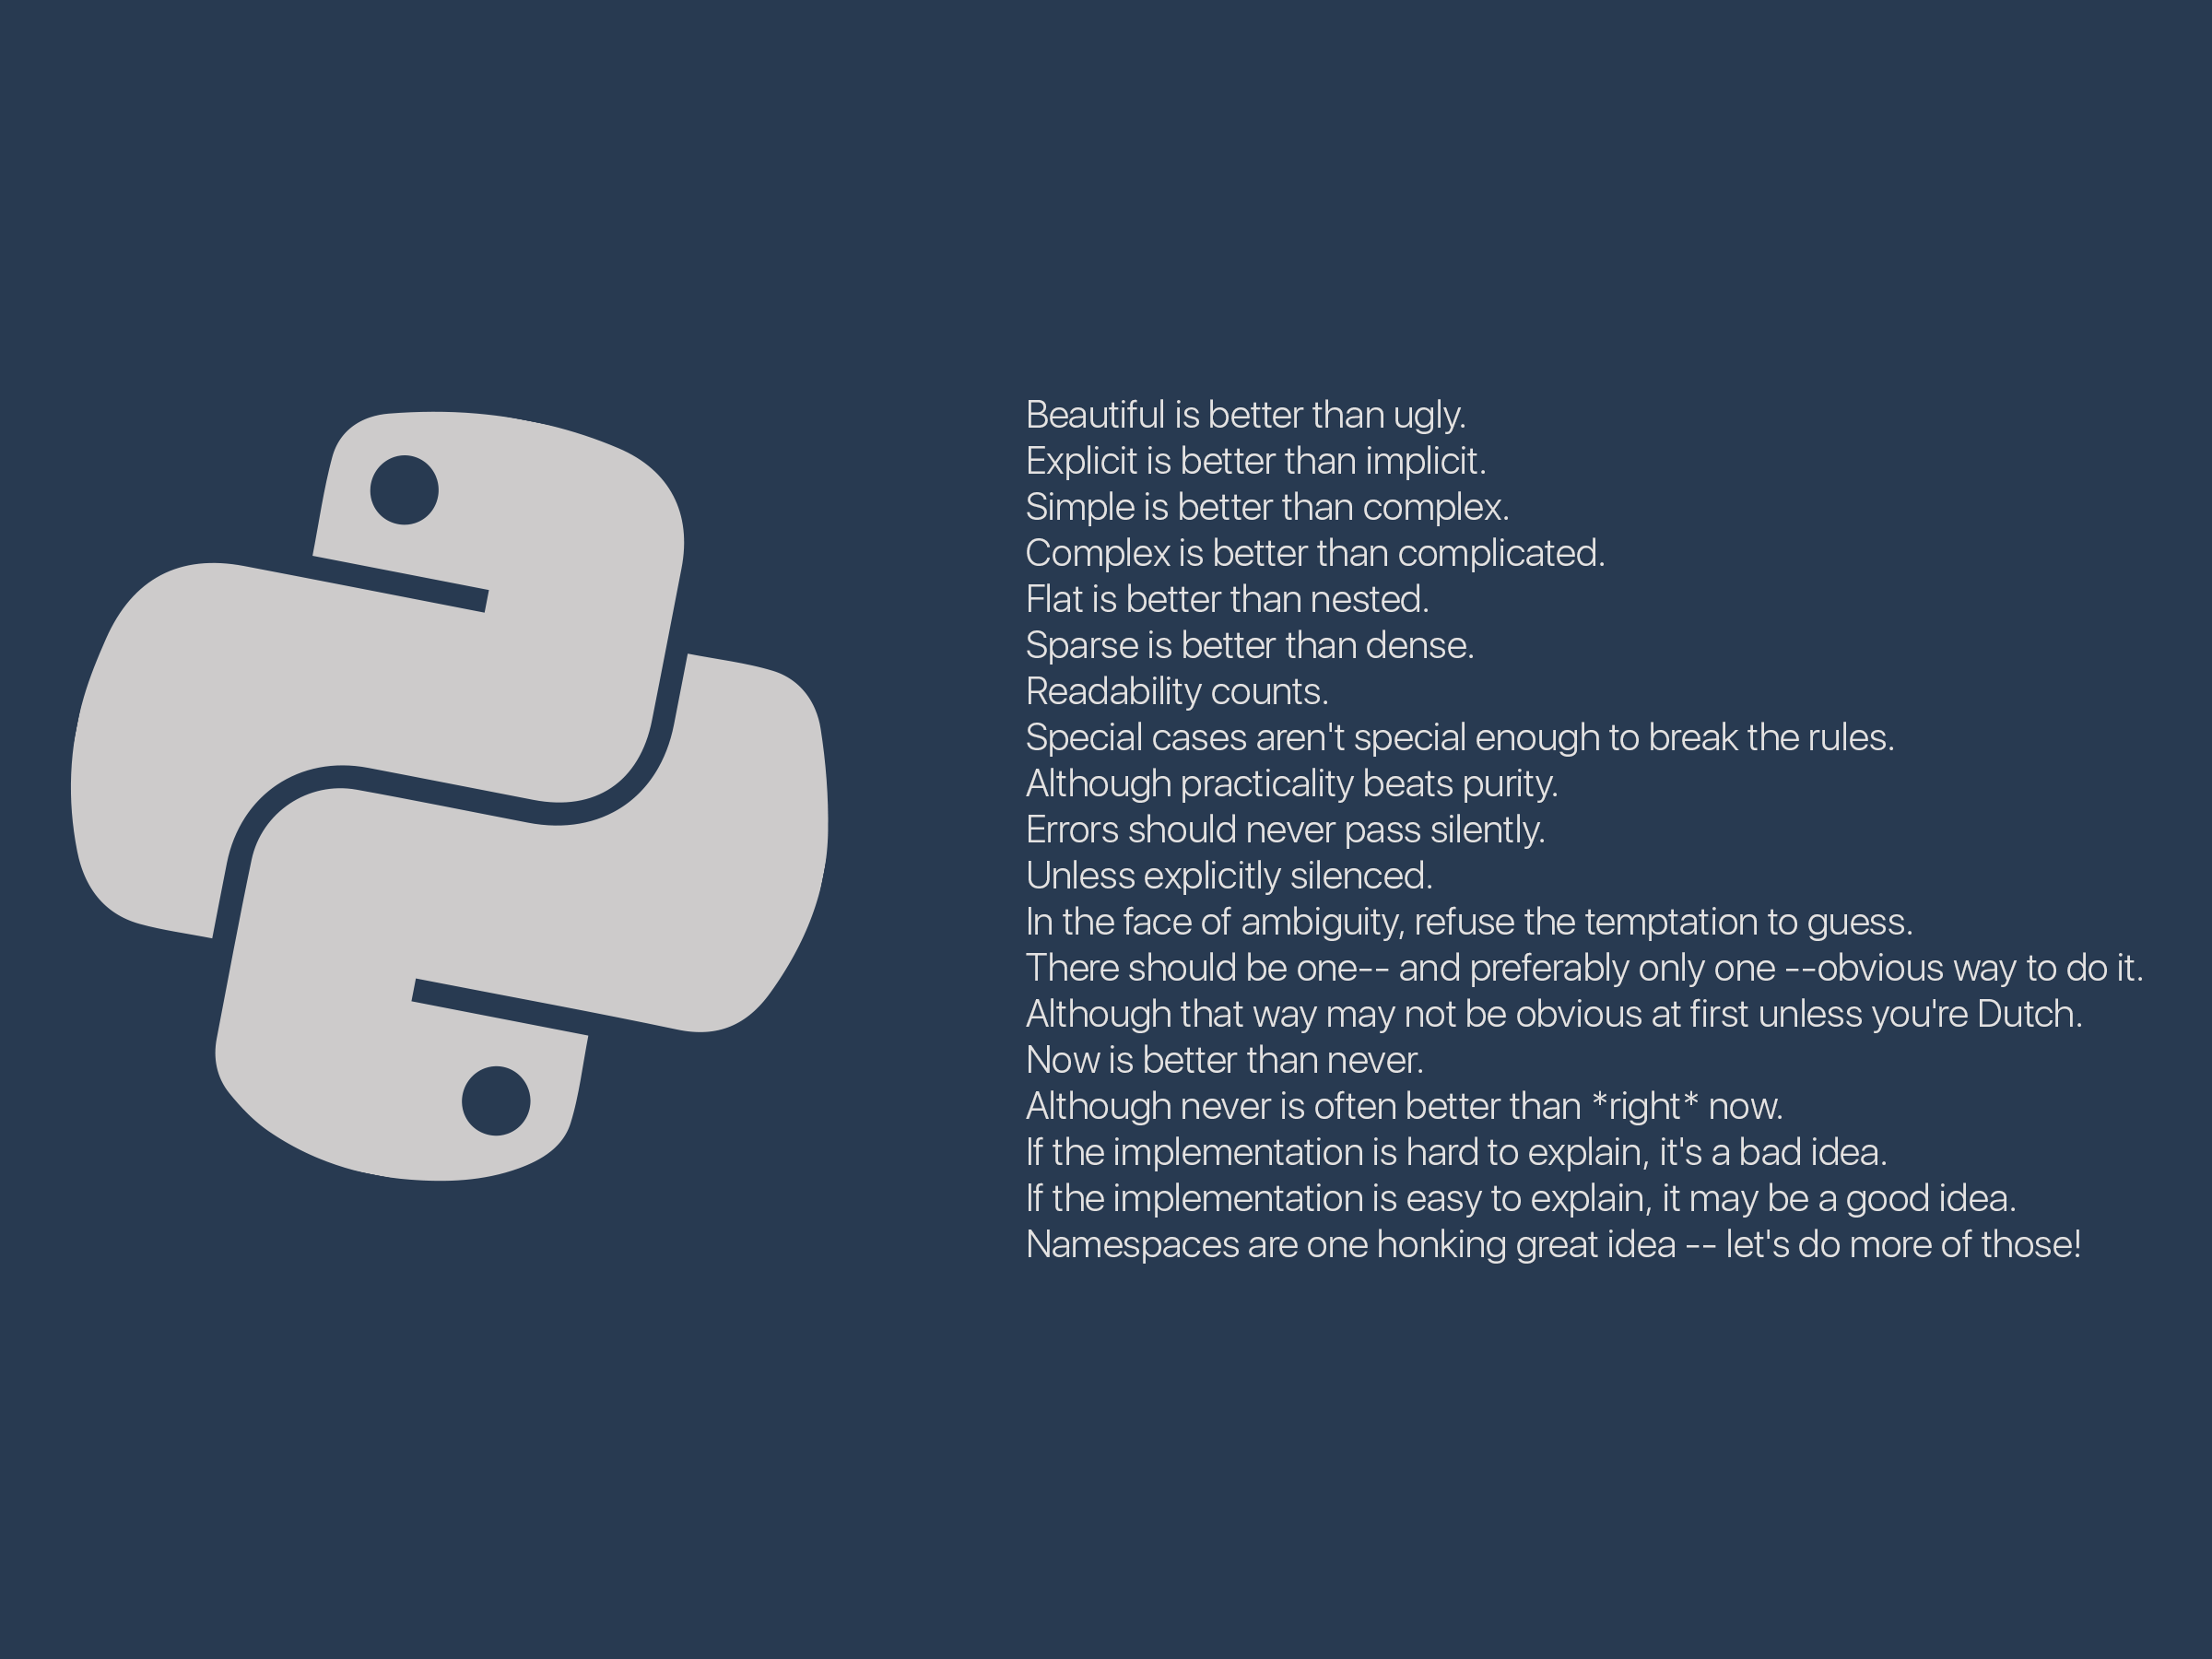 Beautiful is better than ugly.
Explicit is better than implicit.
Simple is better than complex.
Complex is better than complicated.
Flat is better than nested.
Sparse is better than dense.
Readability counts.
Special cases aren't special enough to break the rules.
Although practicality beats purity.
Errors should never pass silently.
Unless explicitly silenced.
In the face of ambiguity, refuse the temptation to guess.
There should be one-- and preferably only one --obvious way to do it.
Although that way may not be obvious at first unless you're Dutch.
Now is better than never.
Although never is often better than *right* now.
If the implementation is hard to explain, it's a bad idea.
If the implementation is easy to explain, it may be a good idea.
Namespaces are one honking great idea -- let's do more of those!